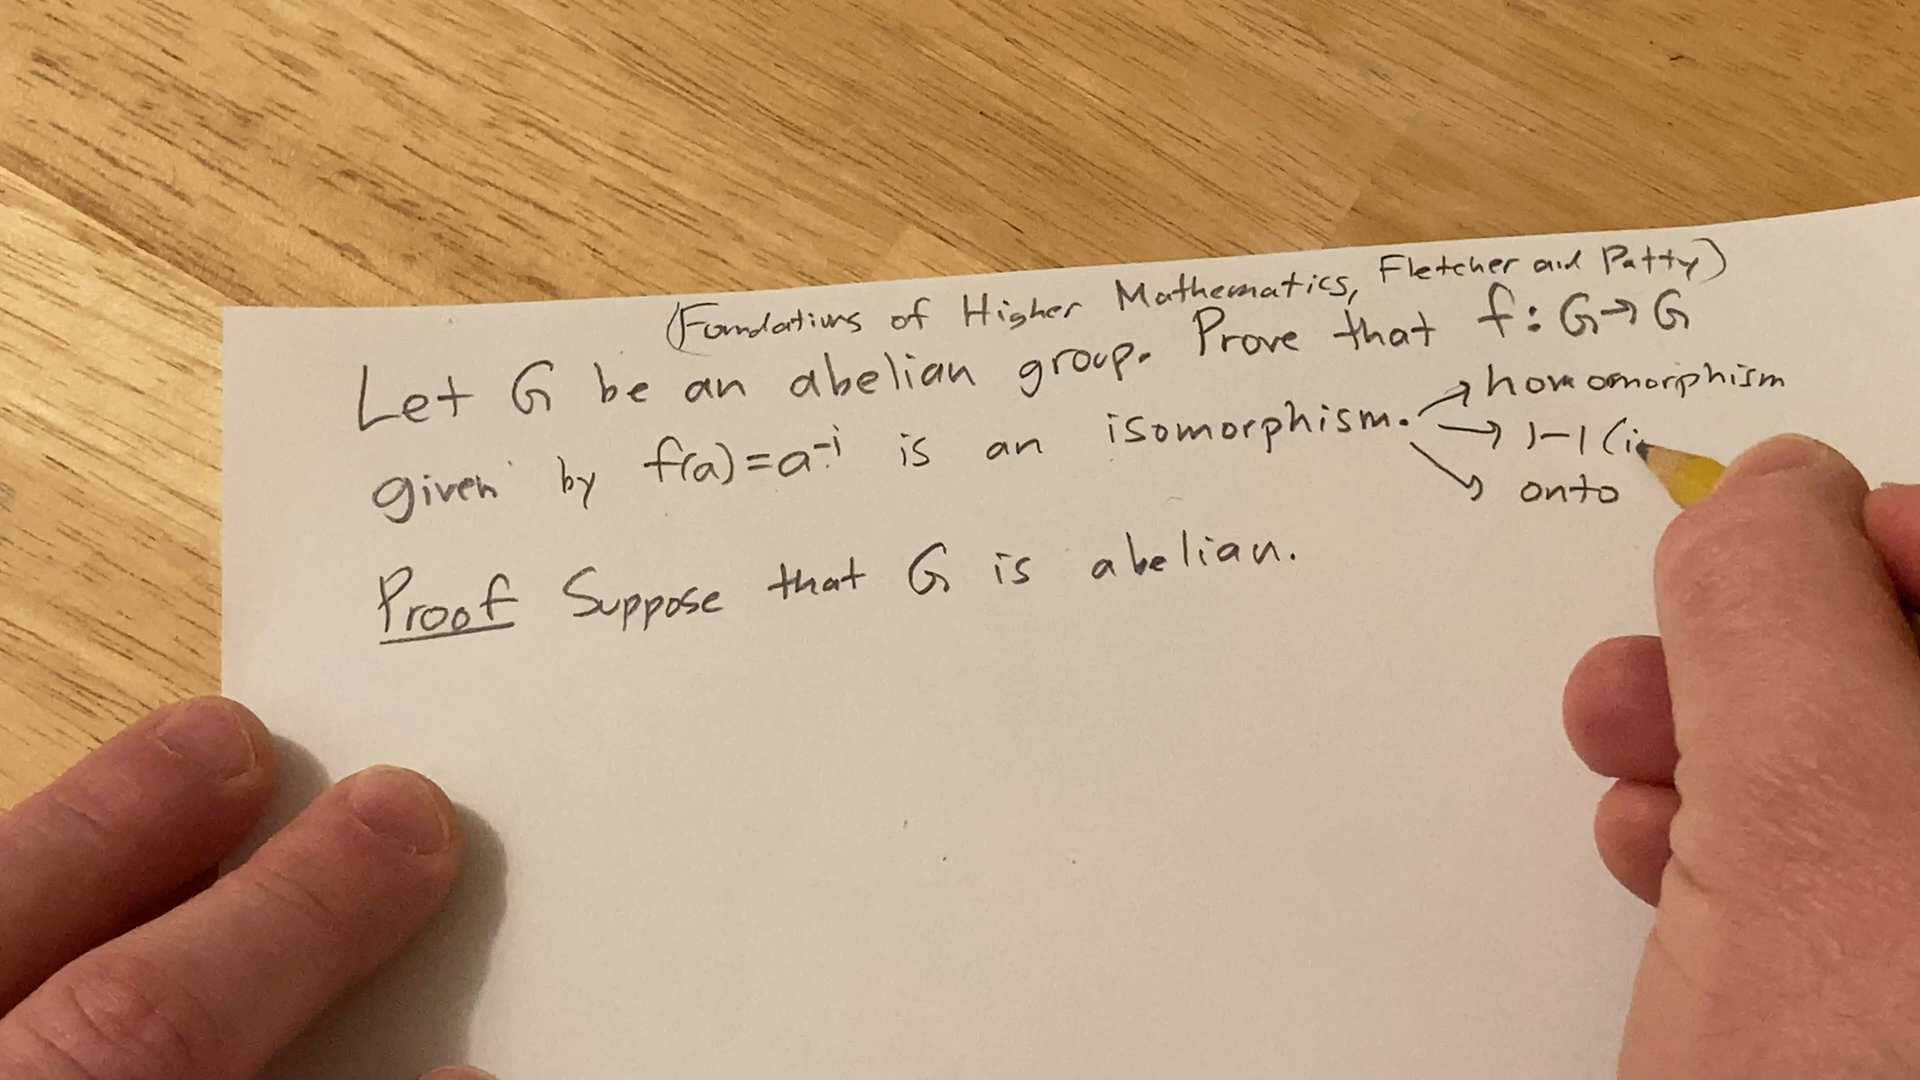 (Foundations of Higher Mathematics, Fletcher and Patty)
Let G be an abelian group. Prove that f: G→G
given by f(a)=a⁻¹ is an isomorphism. → homomorphism
→ 1-1 (i
→ onto
Proof Suppose that G is abelian.